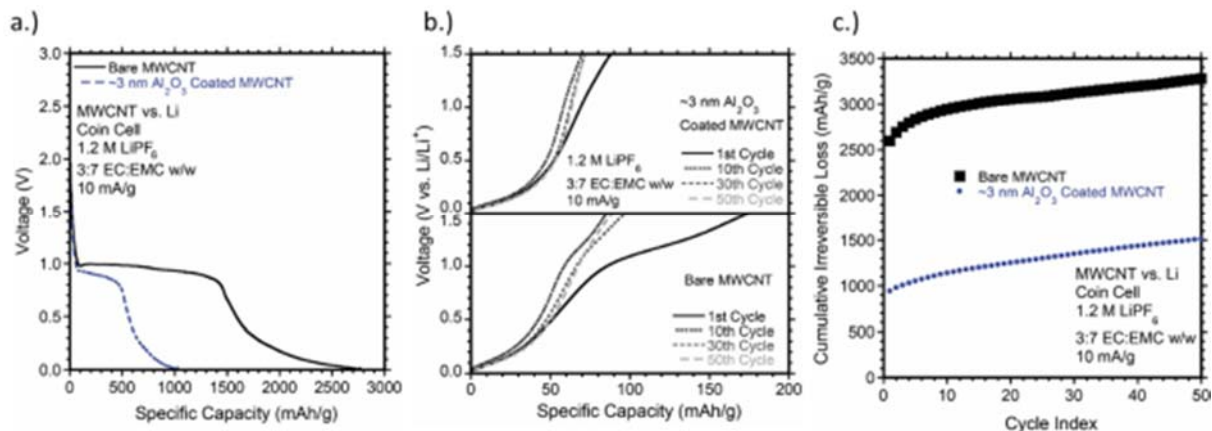 a.)
3.0
2.5
2.0
1.5
1.0
0.5
0.0
Voltage (V)
Bare MWCNT
~3 nm Al₂O₃ Coated MWCNT
MWCNT vs. Li
Coin Cell
1.2 M LiPF₆
3:7 EC:EMC w/w
10 mA/g
0 500 1000 1500 2000 2500 3000
Specific Capacity (mAh/g)
b.)
1.5
1.0
0.5
0.0
Voltage (V vs. Li/Li⁺)
~3 nm Al₂O₃
Coated MWCNT
1.2 M LiPF₆
3:7 EC:EMC w/w
10 mA/g
1st Cycle
10th Cycle
30th Cycle
50th Cycle
1.5
1.0
0.5
0.0
Bare MWCNT
1st Cycle
10th Cycle
30th Cycle
50th Cycle
0 50 100 150 200
Specific Capacity (mAh/g)
c.)
3500
3000
2500
2000
1500
1000
500
0
Cumulative Irreversible Loss (mAh/g)
Bare MWCNT
~3 nm Al₂O₃ Coated MWCNT
MWCNT vs. Li
Coin Cell
1.2 M LiPF₆
3:7 EC:EMC w/w
10 mA/g
0 10 20 30 40 50
Cycle Index